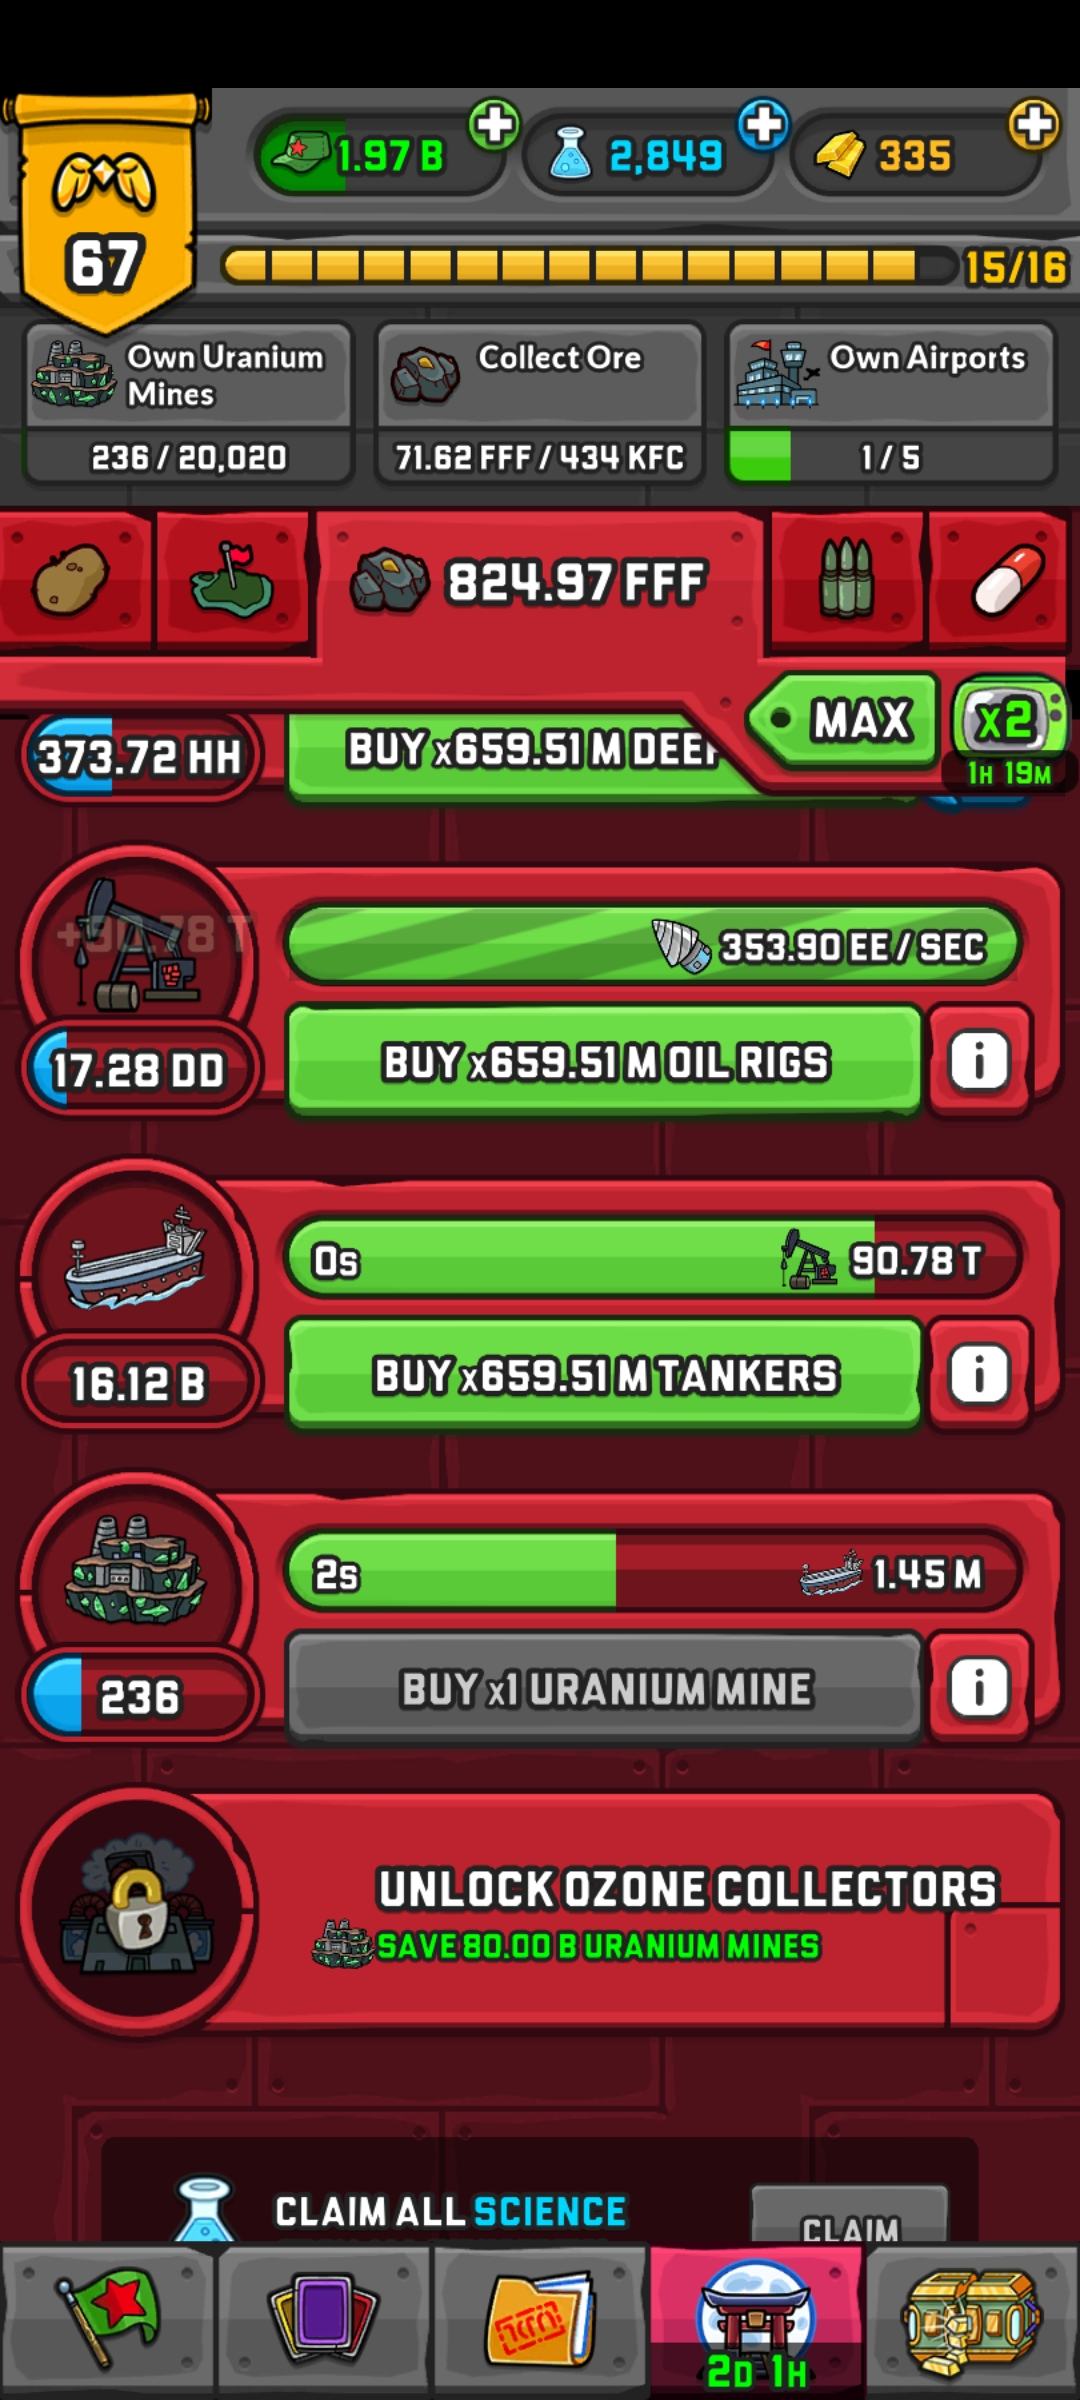 67
1.97 B
2,849
335
15/16
Own Uranium
Mines
236 / 20,020
Collect Ore
71.62 FFF / 434 KFC
Own Airports
1 / 5
824.97 FFF
MAX
x2
1H 19M
373.72 HH
BUY x659.51 M DEEP
+90.78 T
353.90 EE / SEC
17.28 DD
BUY x659.51 M OIL RIGS
i
0s
90.78 T
16.12 B
BUY x659.51 M TANKERS
i
2s
1.45 M
236
BUY x1 URANIUM MINE
i
UNLOCK OZONE COLLECTORS
SAVE 80.00 B URANIUM MINES
CLAIM ALL SCIENCE
CLAIM
2D 1H